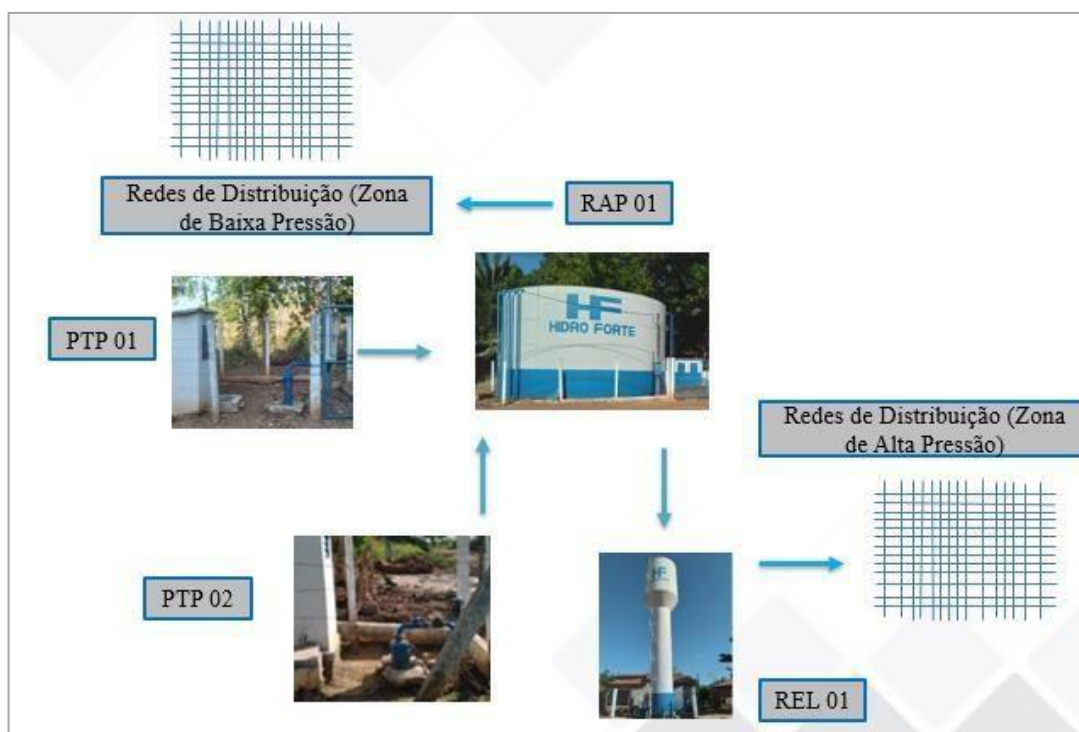 Redes de Distribuição (Zona
de Baixa Pressão)
RAP 01
HF
HIDRO FORTE
PTP 01
Redes de Distribuição (Zona
de Alta Pressão)
PTP 02
HF
REL 01